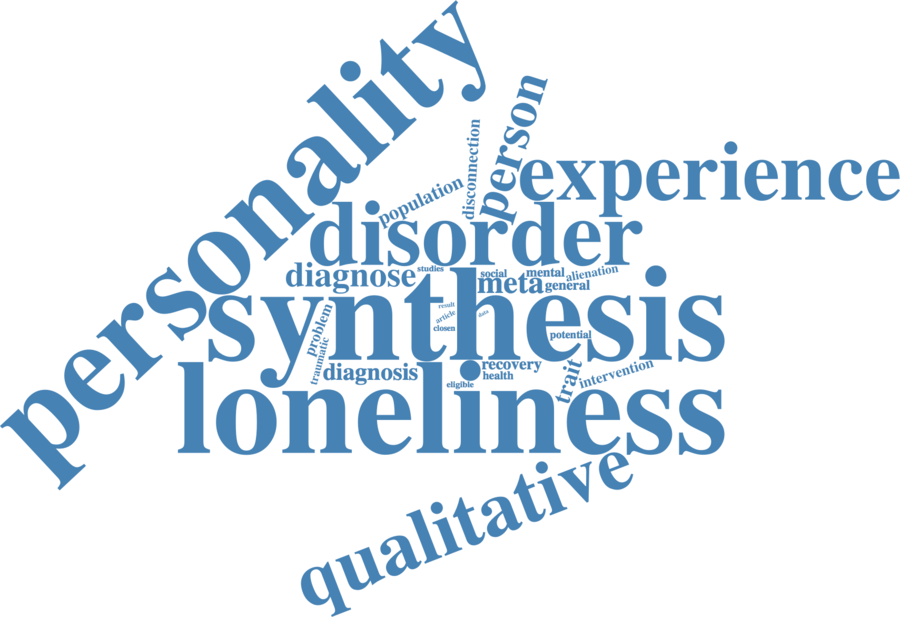 personality
person
disconnection
experience
population
disorder
diagnose
studies
social
mental
alienation
meta
general
synthesis
result
article
data
closen
problem
potential
traumatic
diagnosis
recovery
health
trait
intervention
eligible
loneliness
qualitative